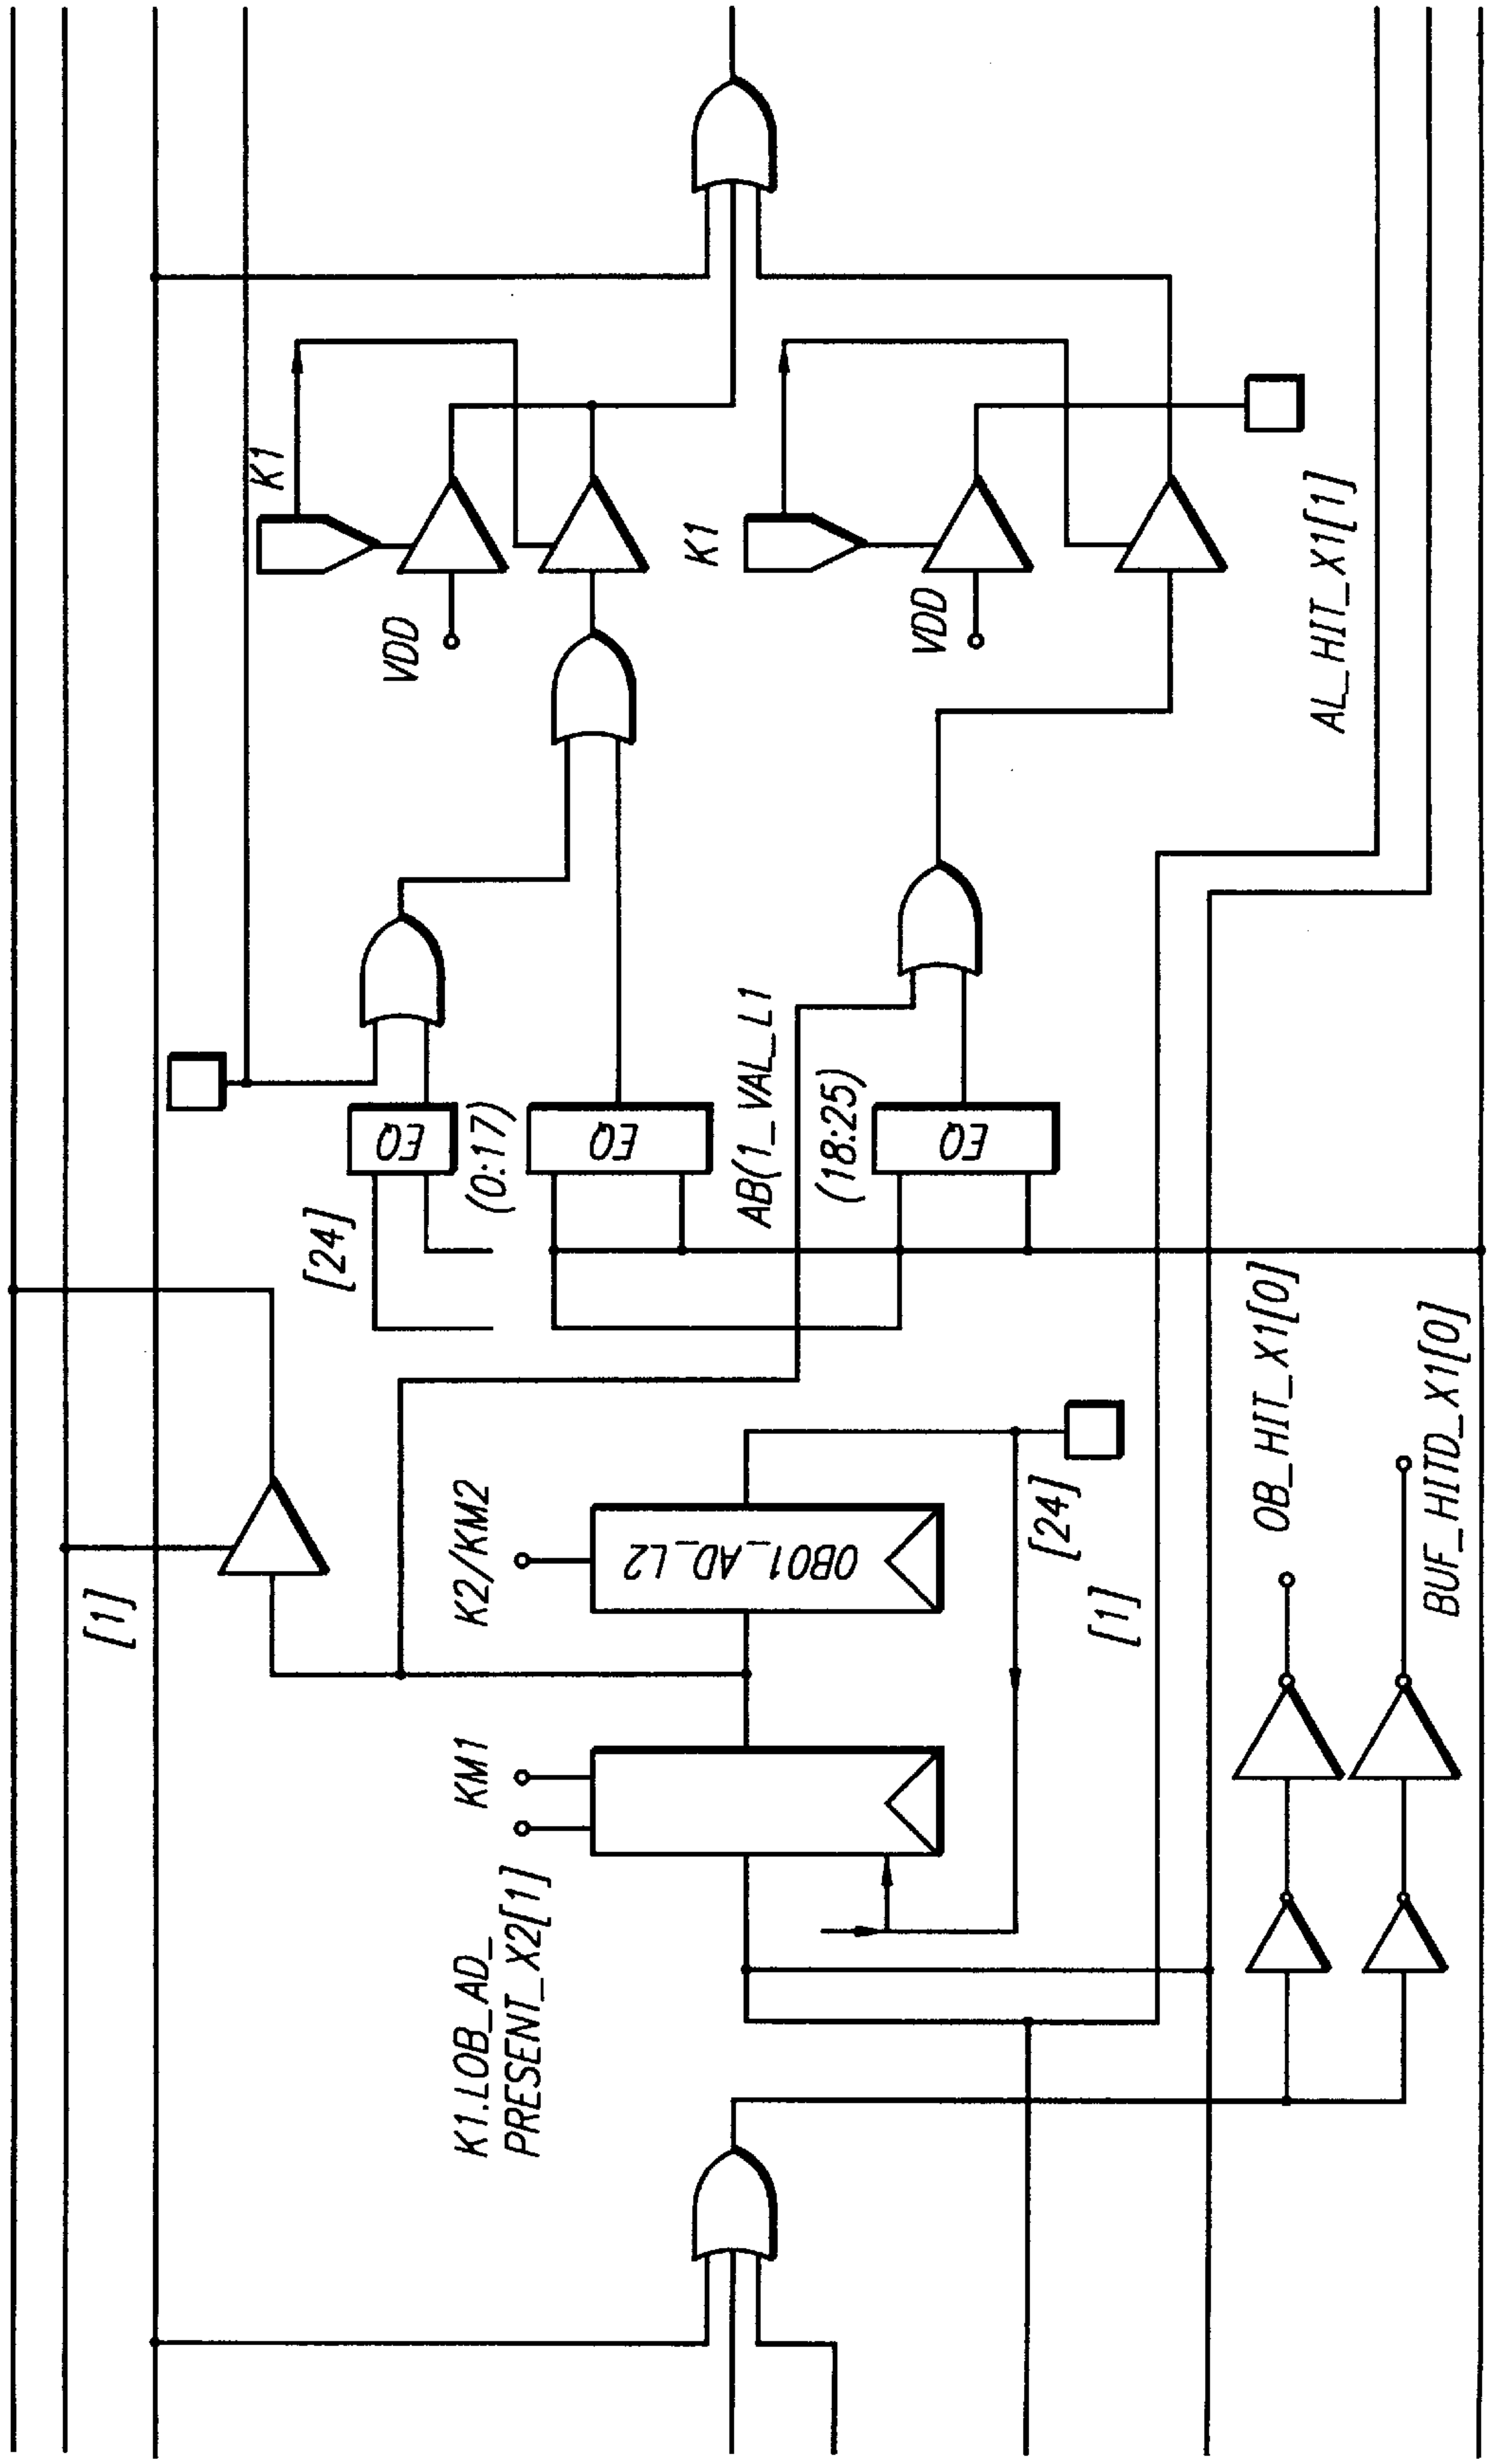 K1
VDD
K1
VDD
AL_HIT_X1[1]
EQ
(0:17)
EQ
AB(1_VAL_L1
(18:25)
EQ
[24]
[1]
K2/KM2
OB01_AD_L2
[24]
[1]
OB_HIT_X1[0]
BUF_HITD_X1[0]
KM1
K1.LOB_AD_
PRESENT_X2[1]